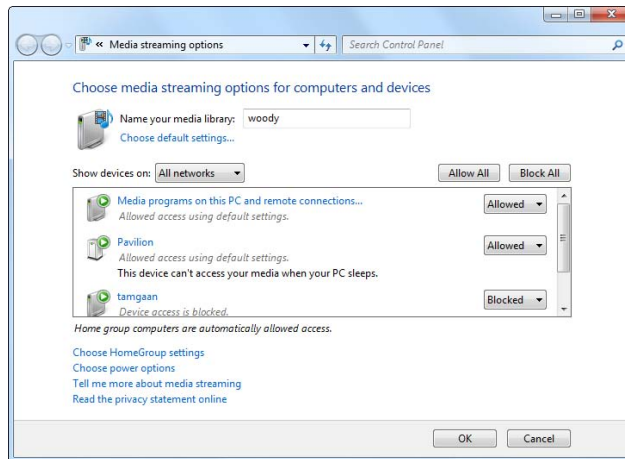 « Media streaming options
Search Control Panel
Choose media streaming options for computers and devices
Name your media library: woody
Choose default settings...
Show devices on: All networks
Allow All
Block All
Media programs on this PC and remote connections...
Allowed access using default settings.
Allowed
Pavilion
Allowed access using default settings.
This device can't access your media when your PC sleeps.
Allowed
tamgaan
Device access is blocked.
Blocked
Home group computers are automatically allowed access.
Choose HomeGroup settings
Choose power options
Tell me more about media streaming
Read the privacy statement online
OK
Cancel